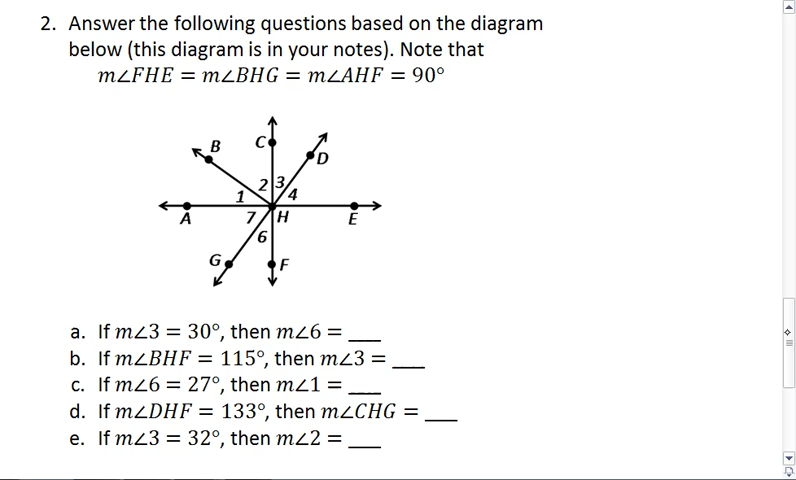 2. Answer the following questions based on the diagram
below (this diagram is in your notes). Note that
m∠FHE = m∠BHG = m∠AHF = 90°
B C D
2 3
1 4
A 7 H E
6
G F
a. If m∠3 = 30°, then m∠6 = ___
b. If m∠BHF = 115°, then m∠3 = ___
c. If m∠6 = 27°, then m∠1 = ___
d. If m∠DHF = 133°, then m∠CHG = ___
e. If m∠3 = 32°, then m∠2 = ___